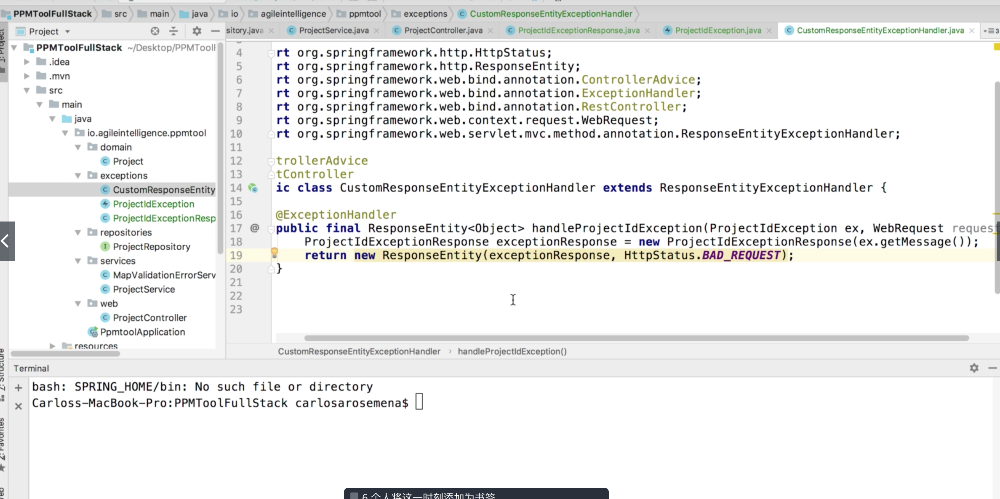 PPMToolFullStack src main java io agileintelligence ppmtool exceptions CustomResponseEntityExceptionHandler
1: Project
Project
sitory.java ProjectService.java ProjectController.java ProjectIdExceptionResponse.java ProjectIdException.java CustomResponseEntityExceptionHandler.java 3
PPMToolFullStack ~/Desktop/PPMToolF
.idea
.mvn
src
main
java
io.agileintelligence.ppmtool
domain
Project
exceptions
CustomResponseEntity
ProjectIdException
ProjectIdExceptionResp
repositories
ProjectRepository
services
MapValidationErrorServ
ProjectService
web
ProjectController
PpmtoolApplication
resources
4 rt org.springframework.http.HttpStatus;
5 rt org.springframework.http.ResponseEntity;
6 rt org.springframework.web.bind.annotation.ControllerAdvice;
7 rt org.springframework.web.bind.annotation.ExceptionHandler;
8 rt org.springframework.web.bind.annotation.RestController;
9 rt org.springframework.web.context.request.WebRequest;
10 rt org.springframework.web.servlet.mvc.method.annotation.ResponseEntityExceptionHandler;
11
12 trollerAdvice
13 tController
14 ic class CustomResponseEntityExceptionHandler extends ResponseEntityExceptionHandler {
15
16 @ExceptionHandler
17 @ public final ResponseEntity<Object> handleProjectIdException(ProjectIdException ex, WebRequest request
18 ProjectIdExceptionResponse exceptionResponse = new ProjectIdExceptionResponse(ex.getMessage());
19 return new ResponseEntity(exceptionResponse, HttpStatus.BAD_REQUEST);
20 }
21
22
23
CustomResponseEntityExceptionHandler › handleProjectIdException()
7: Structure
2: Favorites
Terminal
bash: SPRING_HOME/bin: No such file or directory
Carloss-MacBook-Pro:PPMToolFullStack carlosarosemena$
6 个人将这一时刻添加为书签